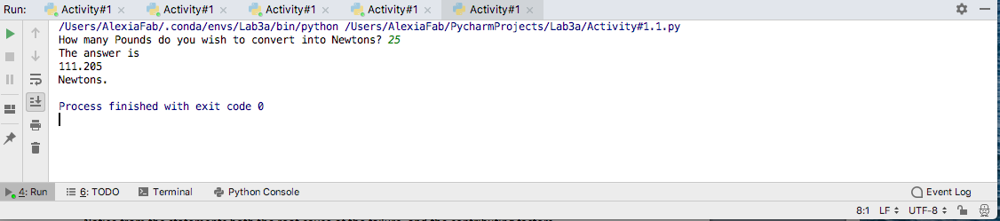 Run: Activity#1 Activity#1 Activity#1 Activity#1 Activity#1
/Users/AlexiaFab/.conda/envs/Lab3a/bin/python /Users/AlexiaFab/PycharmProjects/Lab3a/Activity#1.1.py
How many Pounds do you wish to convert into Newtons? 25
The answer is
111.205
Newtons.
Process finished with exit code 0
4: Run 6: TODO Terminal Python Console Event Log
8:1 LF UTF-8